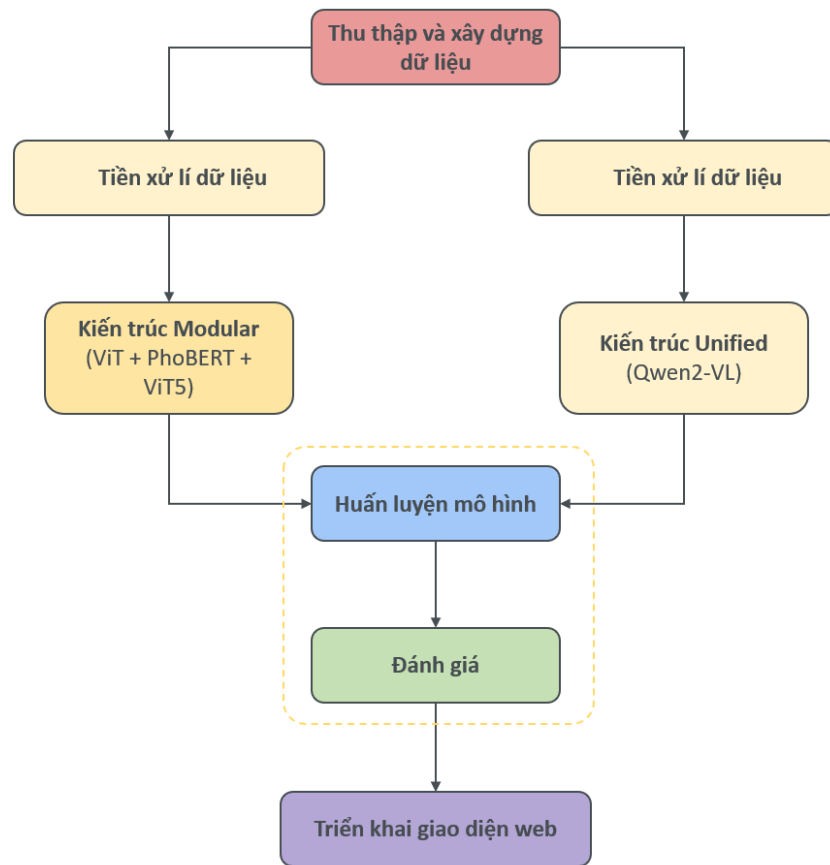 Thu thập và xây dựng
dữ liệu
Tiền xử lí dữ liệu
Tiền xử lí dữ liệu
Kiến trúc Modular
(ViT + PhoBERT +
ViT5)
Kiến trúc Unified
(Qwen2-VL)
Huấn luyện mô hình
Đánh giá
Triển khai giao diện web